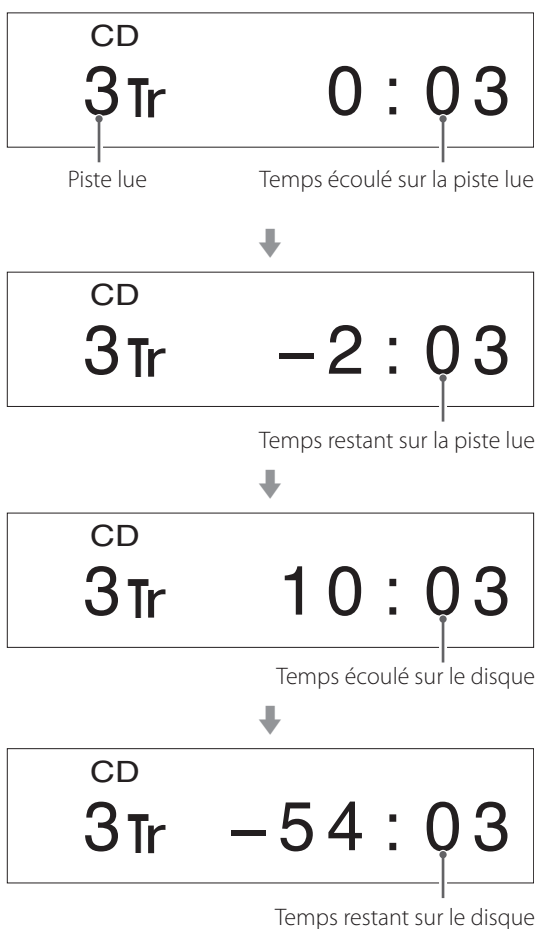 CD
3Tr 0:03
Piste lue Temps écoulé sur la piste lue
CD
3Tr -2:03
Temps restant sur la piste lue
CD
3Tr 10:03
Temps écoulé sur le disque
CD
3Tr -54:03
Temps restant sur le disque